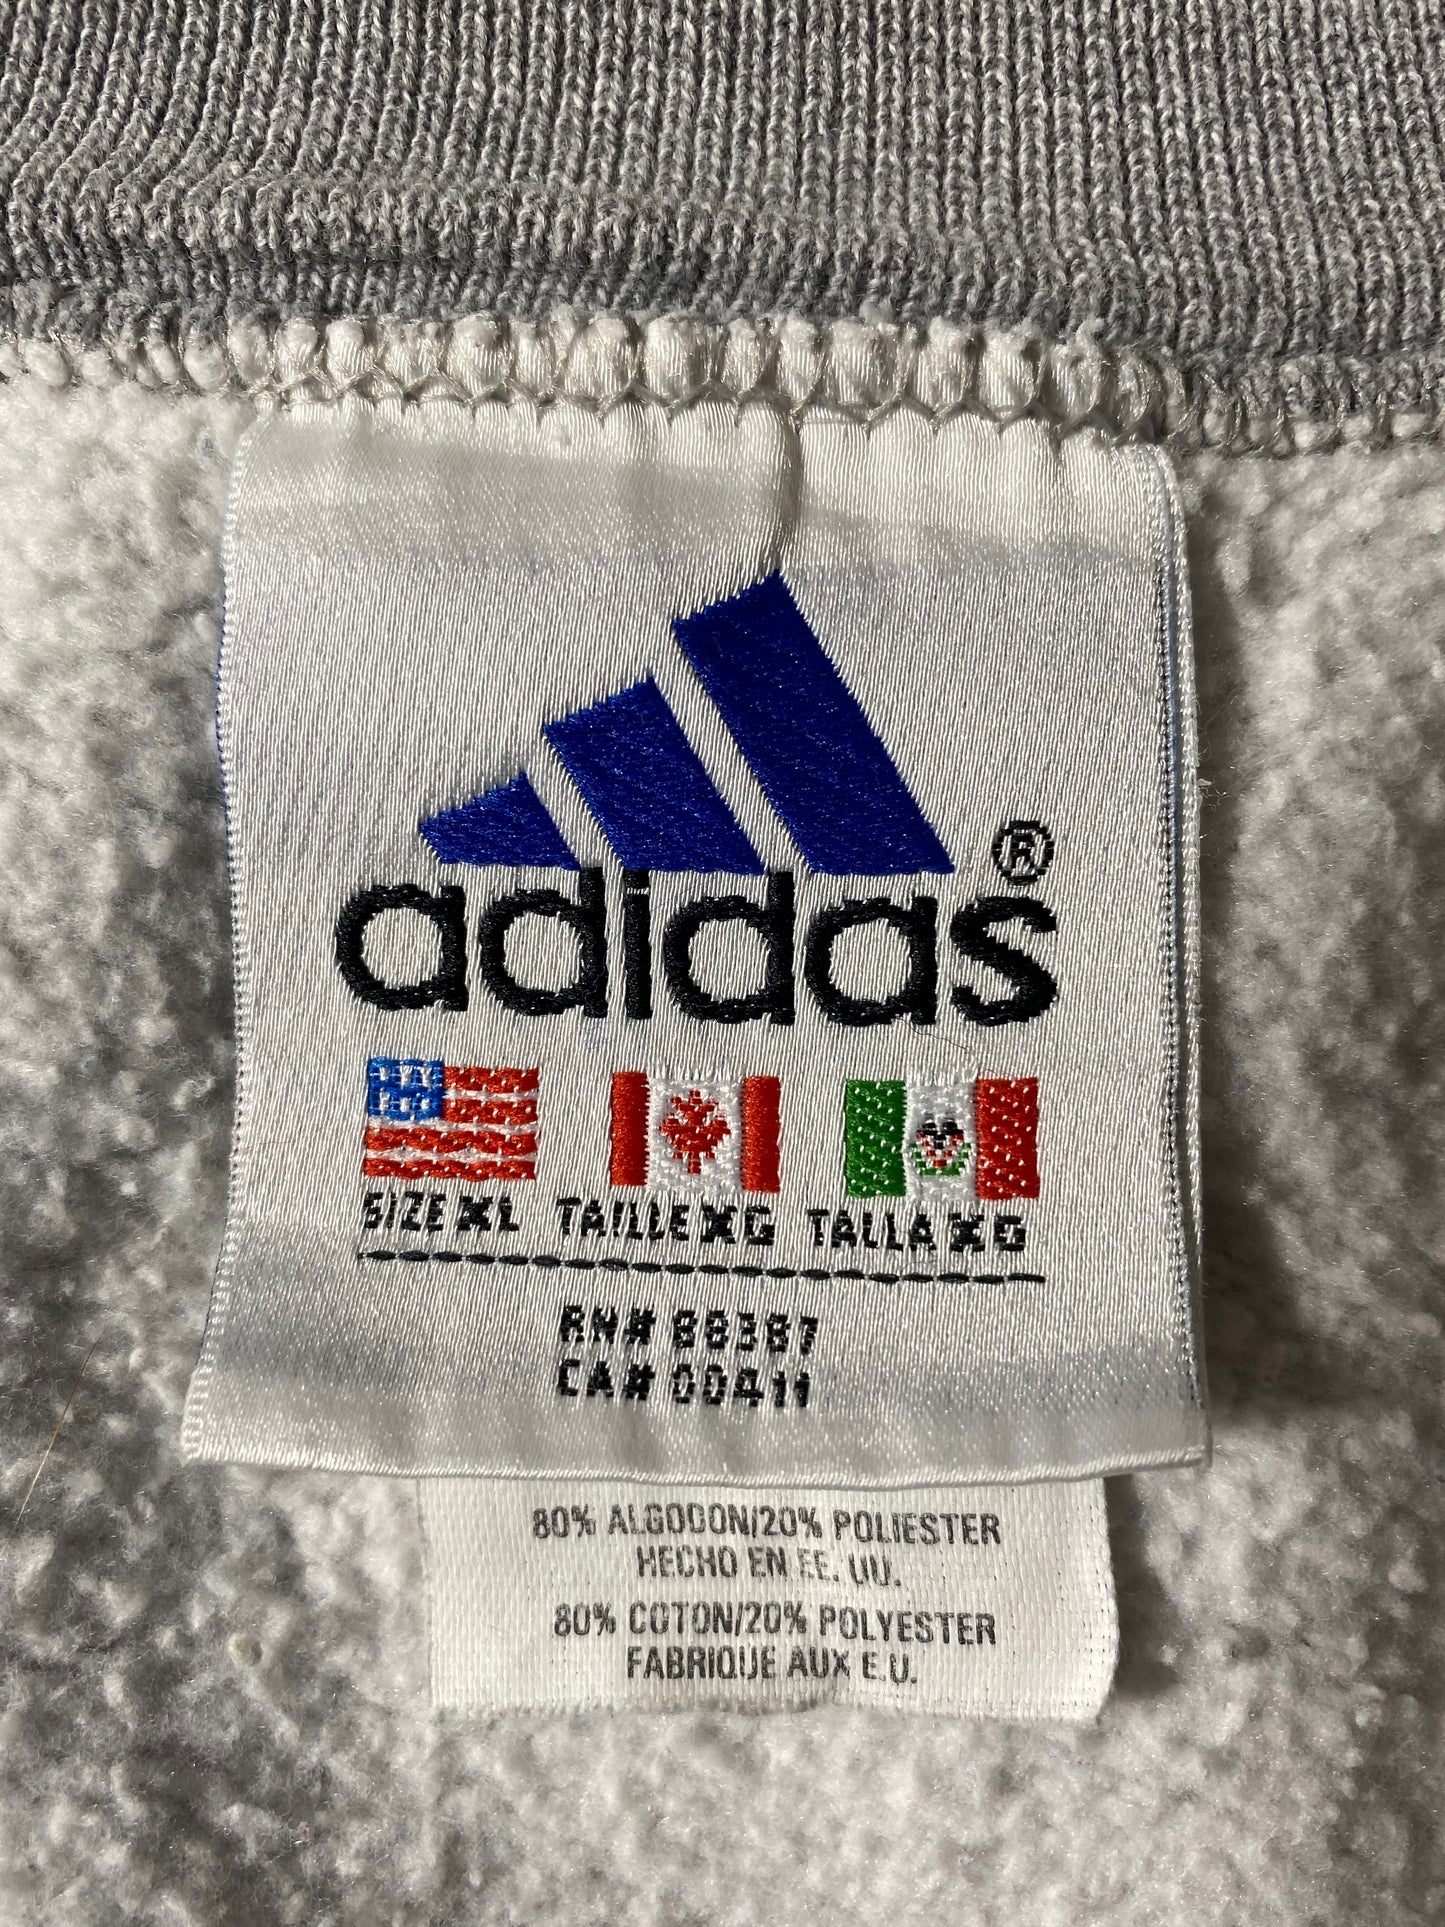 adidas®
SIZE XL TAILLE XG TALLA XG
RN# 88387
CA# 00411
80% ALGODON/20% POLIESTER
HECHO EN EE. UU.
80% COTON/20% POLYESTER
FABRIQUE AUX E.U.